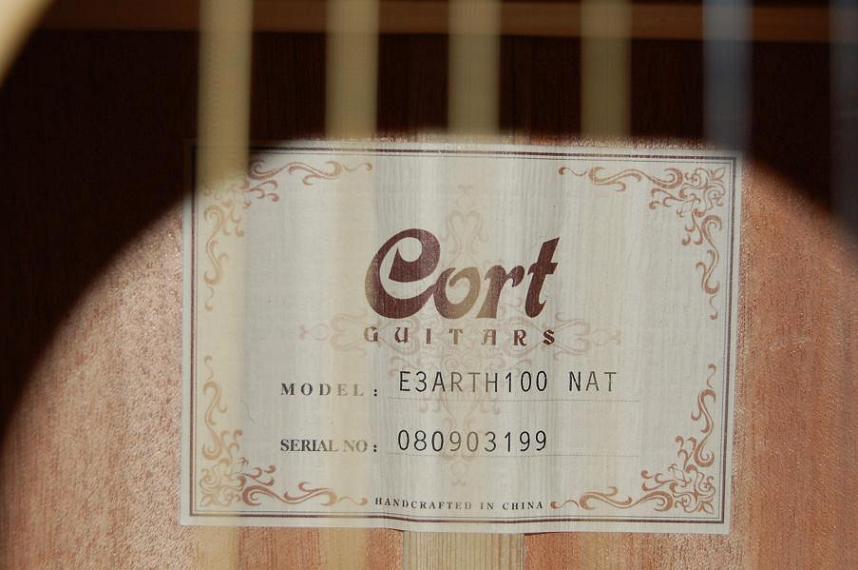 Cort
GUITARS
MODEL: E3ARTH100 NAT
SERIAL NO: 080903199
HANDCRAFTED IN CHINA